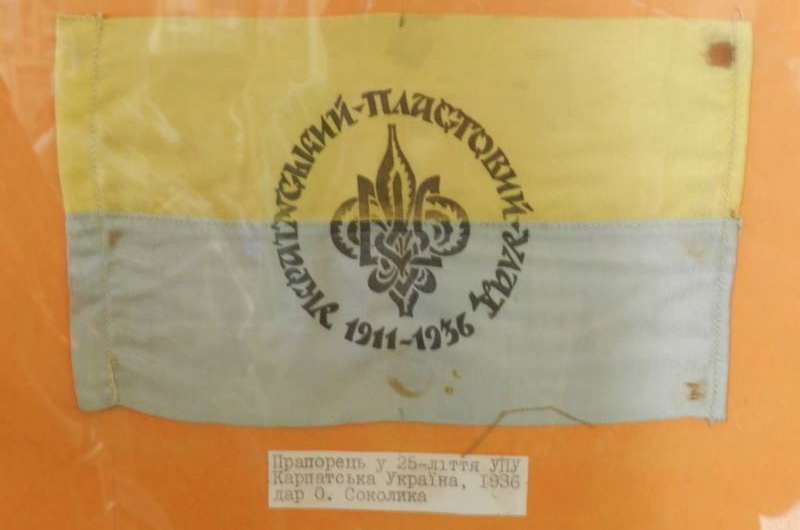 УКРАЇНСЬКИЙ-ПЛАСТОВИЙ-УЛАД
1911-1936
Прапорець у 25-ліття УПУ
Карпатська Україна, 1936
дар О. Соколика